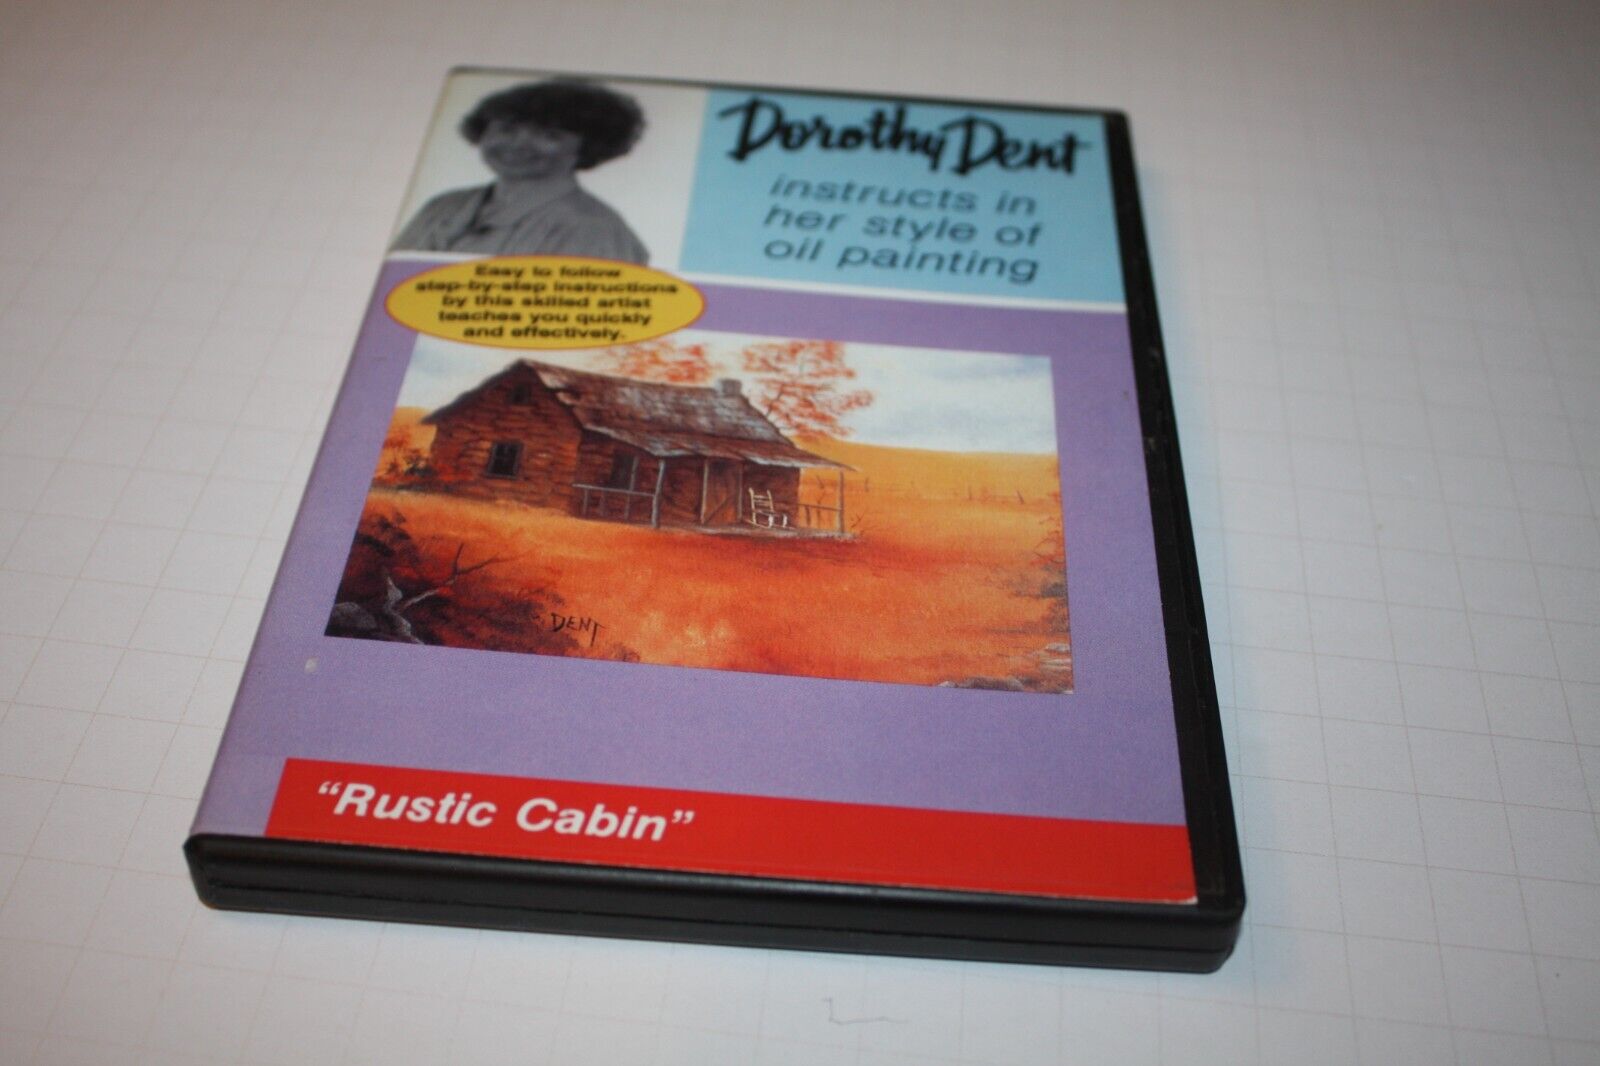 Dorothy Dent
instructs in
her style of
oil painting
Easy to follow
step-by-step instructions
by this skilled artist
teaches you quickly
and effectively.
DENT
"Rustic Cabin"